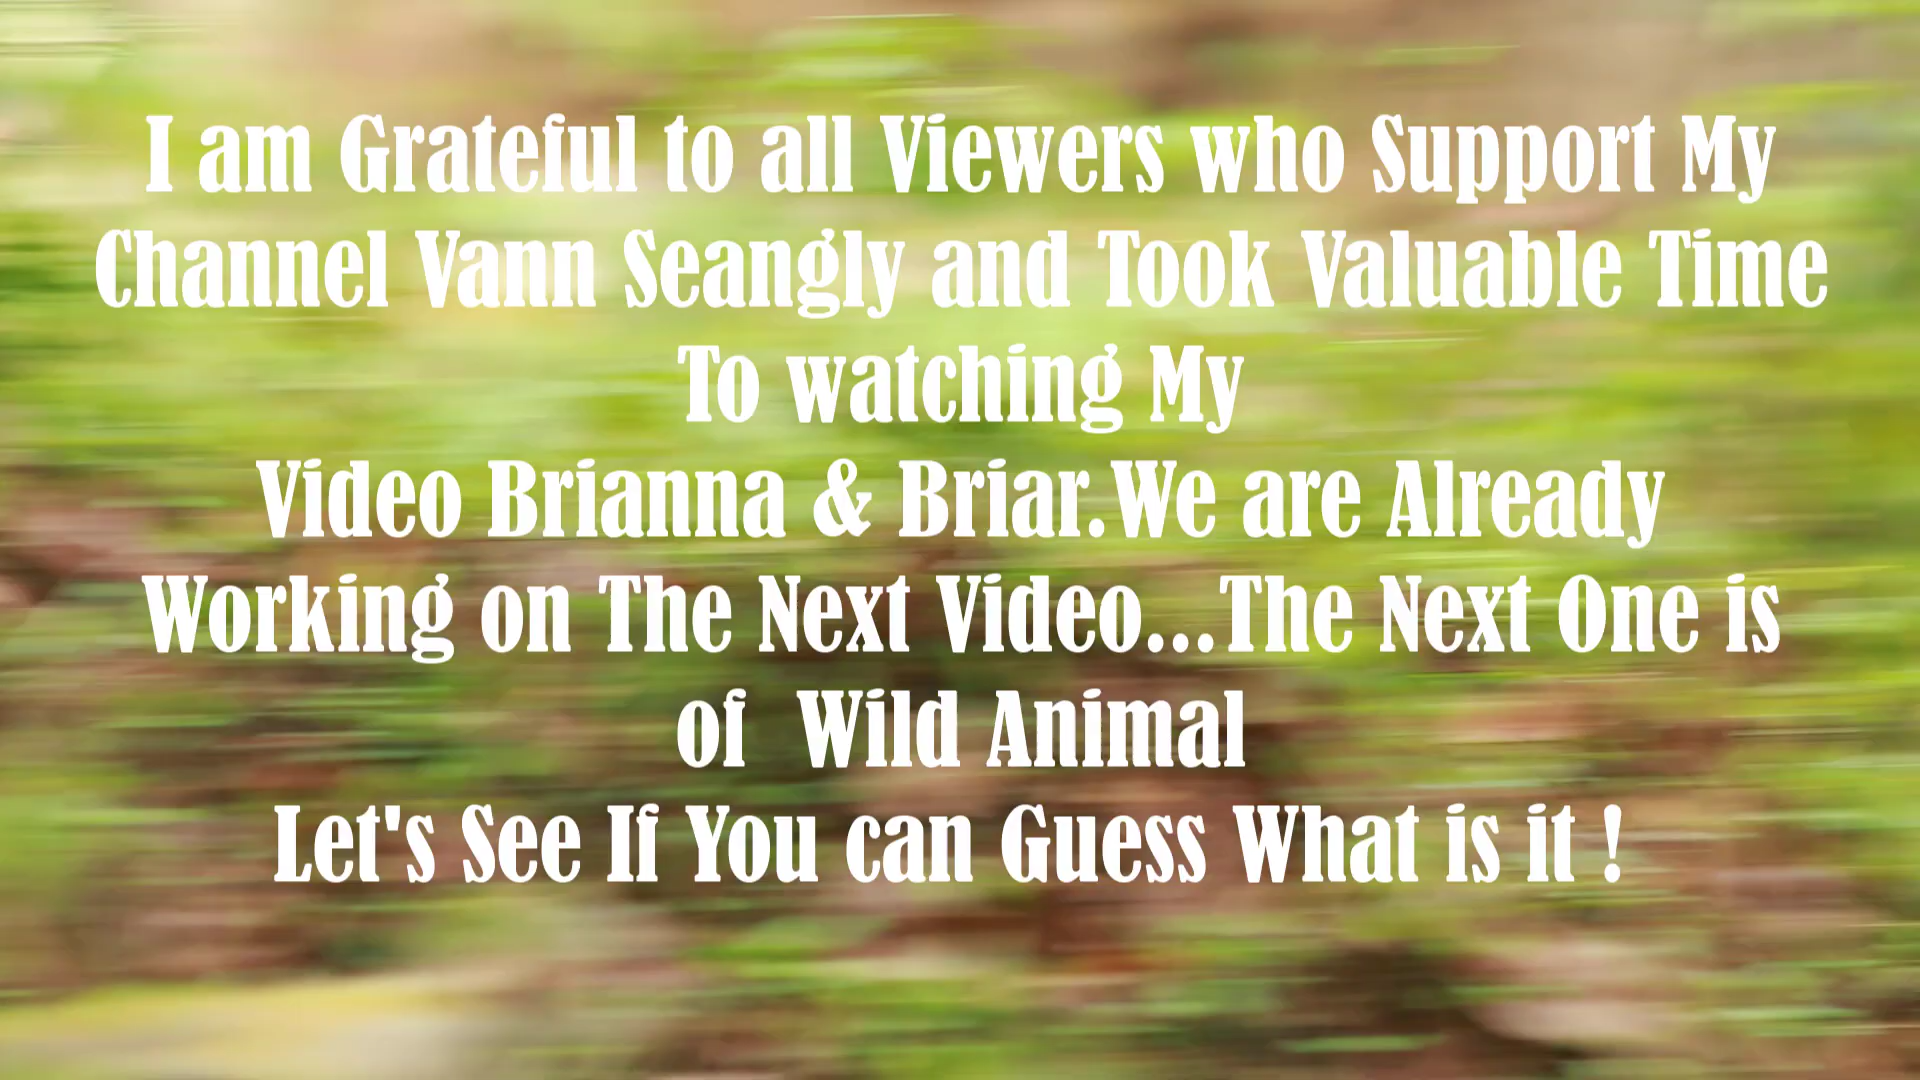 I am Grateful to all Viewers who Support My
Channel Vann Seangly and Took Valuable Time
To watching My
Video Brianna & Briar.We are Already
Working on The Next Video...The Next One is
of  Wild Animal
Let's See If You can Guess What is it !